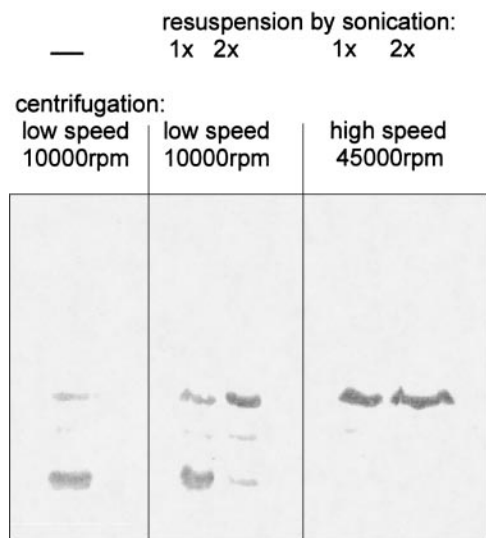 resuspension by sonication:
— 1x 2x 1x 2x
centrifugation:
low speed low speed high speed
10000rpm 10000rpm 45000rpm